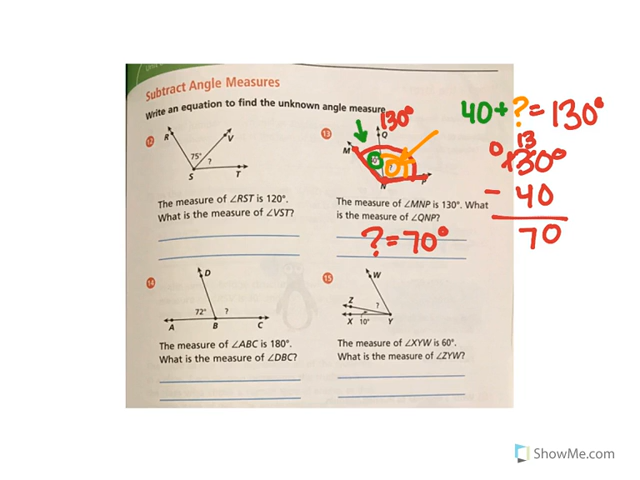 Subtract Angle Measures
Write an equation to find the unknown angle measure.
12
R
V
75°
?
S
T
The measure of ∠RST is 120°.
What is the measure of ∠VST?
13
130°
Q
M
N
P
The measure of ∠MNP is 130°. What
is the measure of ∠QNP?
? = 70°
40 + ? = 130°
0 13
130°
- 40
70
14
D
72°
?
A
B
C
The measure of ∠ABC is 180°.
What is the measure of ∠DBC?
15
W
Z
?
X
10°
Y
The measure of ∠XYW is 60°.
What is the measure of ∠ZYW?
ShowMe.com